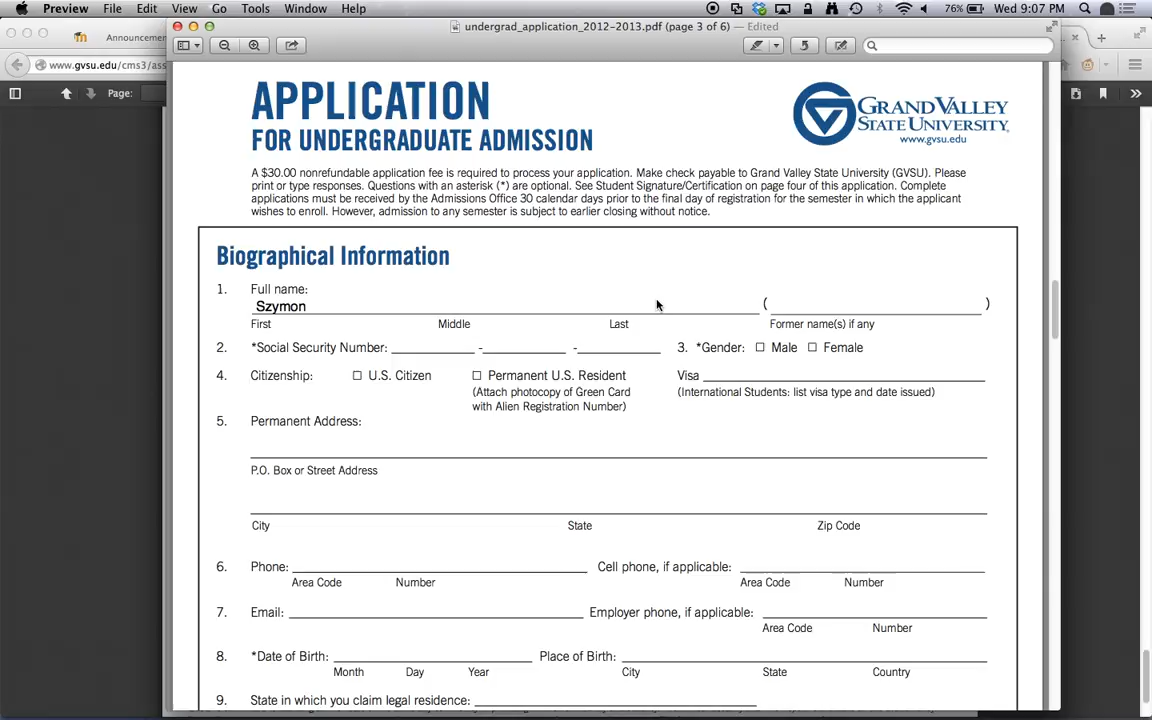 Preview File Edit View Go Tools Window Help 76% Wed 9:07 PM
undergrad_application_2012-2013.pdf (page 3 of 6) — Edited
Announcemen
www.gvsu.edu/cms3/ass
Page:
APPLICATION
FOR UNDERGRADUATE ADMISSION
GRAND VALLEY
STATE UNIVERSITY
www.gvsu.edu
A $30.00 nonrefundable application fee is required to process your application. Make check payable to Grand Valley State University (GVSU). Please
print or type responses. Questions with an asterisk (*) are optional. See Student Signature/Certification on page four of this application. Complete
applications must be received by the Admissions Office 30 calendar days prior to the final day of registration for the semester in which the applicant
wishes to enroll. However, admission to any semester is subject to earlier closing without notice.
Biographical Information
1. Full name:
Szymon ( )
First Middle Last Former name(s) if any
2. *Social Security Number: - - 3. *Gender: Male Female
4. Citizenship: U.S. Citizen Permanent U.S. Resident Visa
(Attach photocopy of Green Card (International Students: list visa type and date issued)
with Alien Registration Number)
5. Permanent Address:
P.O. Box or Street Address
City State Zip Code
6. Phone: Cell phone, if applicable:
Area Code Number Area Code Number
7. Email: Employer phone, if applicable:
Area Code Number
8. *Date of Birth: Place of Birth:
Month Day Year City State Country
9. State in which you claim legal residence: